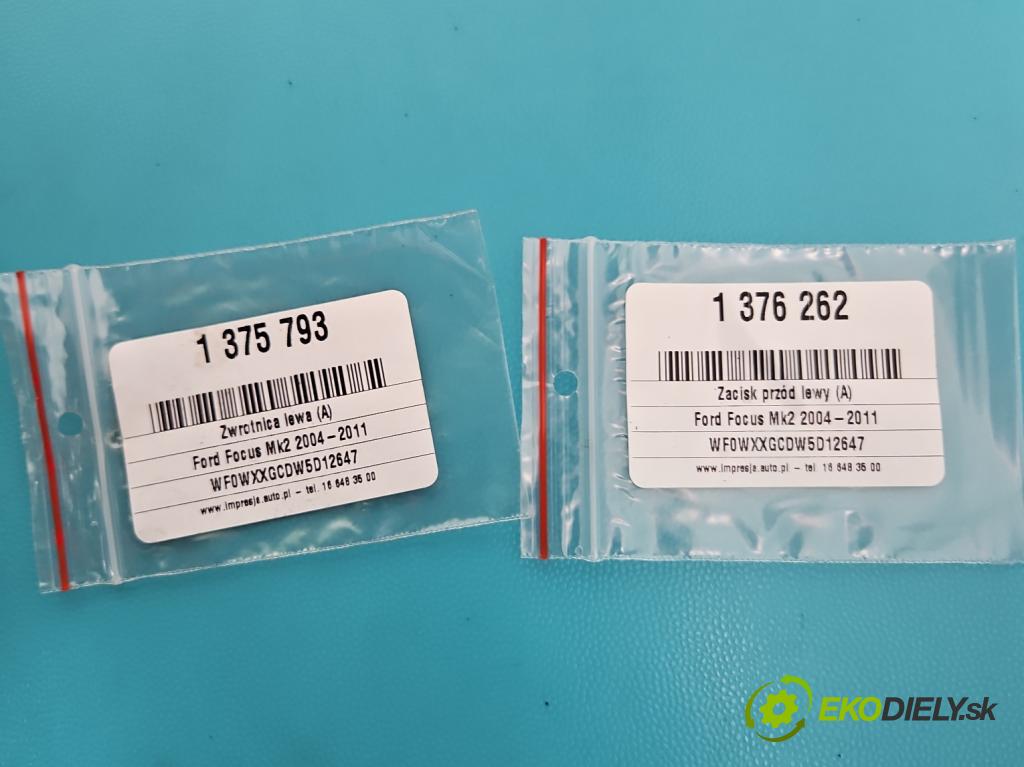 1 375 793
Zwrotnica lewa (A)
Ford Focus Mk2 2004-2011
WF0WXXGCDW5D12647
www.impresja.auto.pl - tel. 16 648 35 00
1 376 262
Zacisk przód lewy (A)
Ford Focus Mk2 2004-2011
WF0WXXGCDW5D12647
www.impresja.auto.pl - tel. 16 648 35 00
EKODIELY.sk